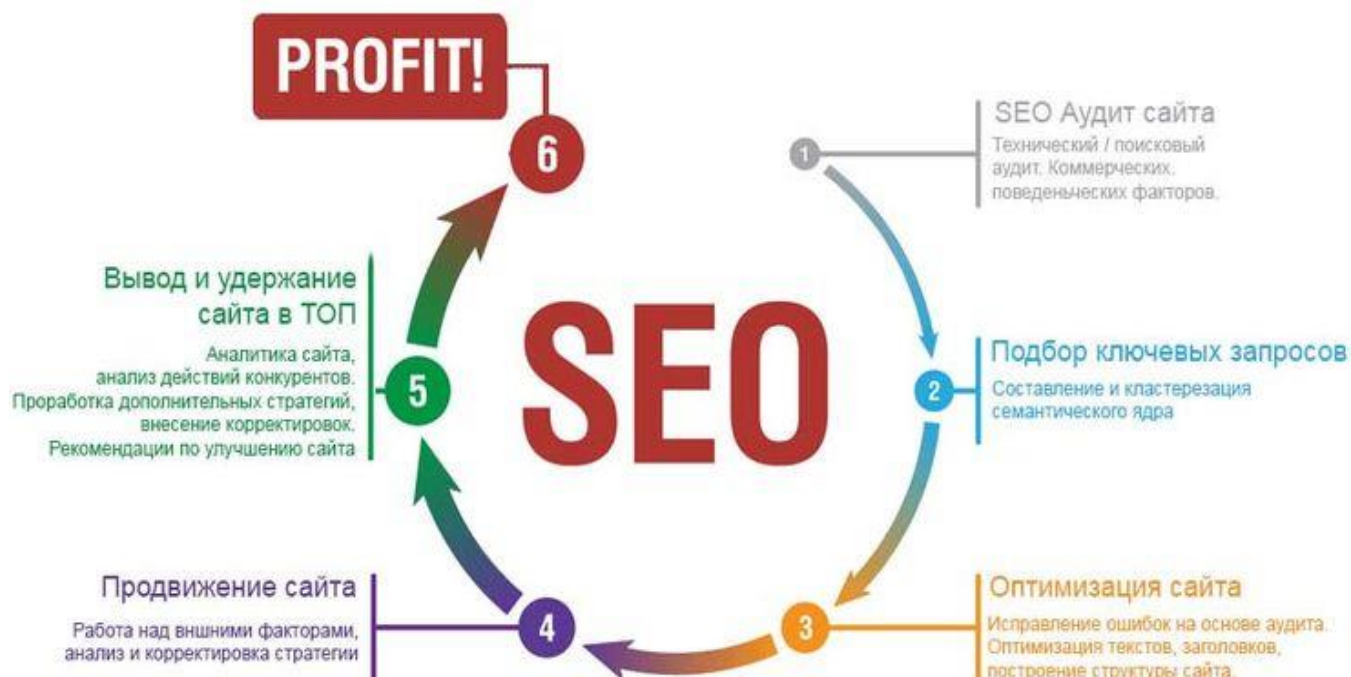 PROFIT!
6
1
SEO Аудит сайта
Технический / поисковый
аудит. Коммерческих.
поведеньческих факторов.
SEO
2
Подбор ключевых запросов
Составление и кластерезация
семантического ядра
3
Оптимизация сайта
Исправление ошибок на основе аудита.
Оптимизация текстов, заголовков,
построение структуры сайта.
4
Продвижение сайта
Работа над вншними факторами,
анализ и корректировка стратегии
5
Вывод и удержание
сайта в ТОП
Аналитика сайта,
анализ действий конкурентов.
Проработка дополнительных стратегий,
внесение корректировок.
Рекомендации по улучшению сайта